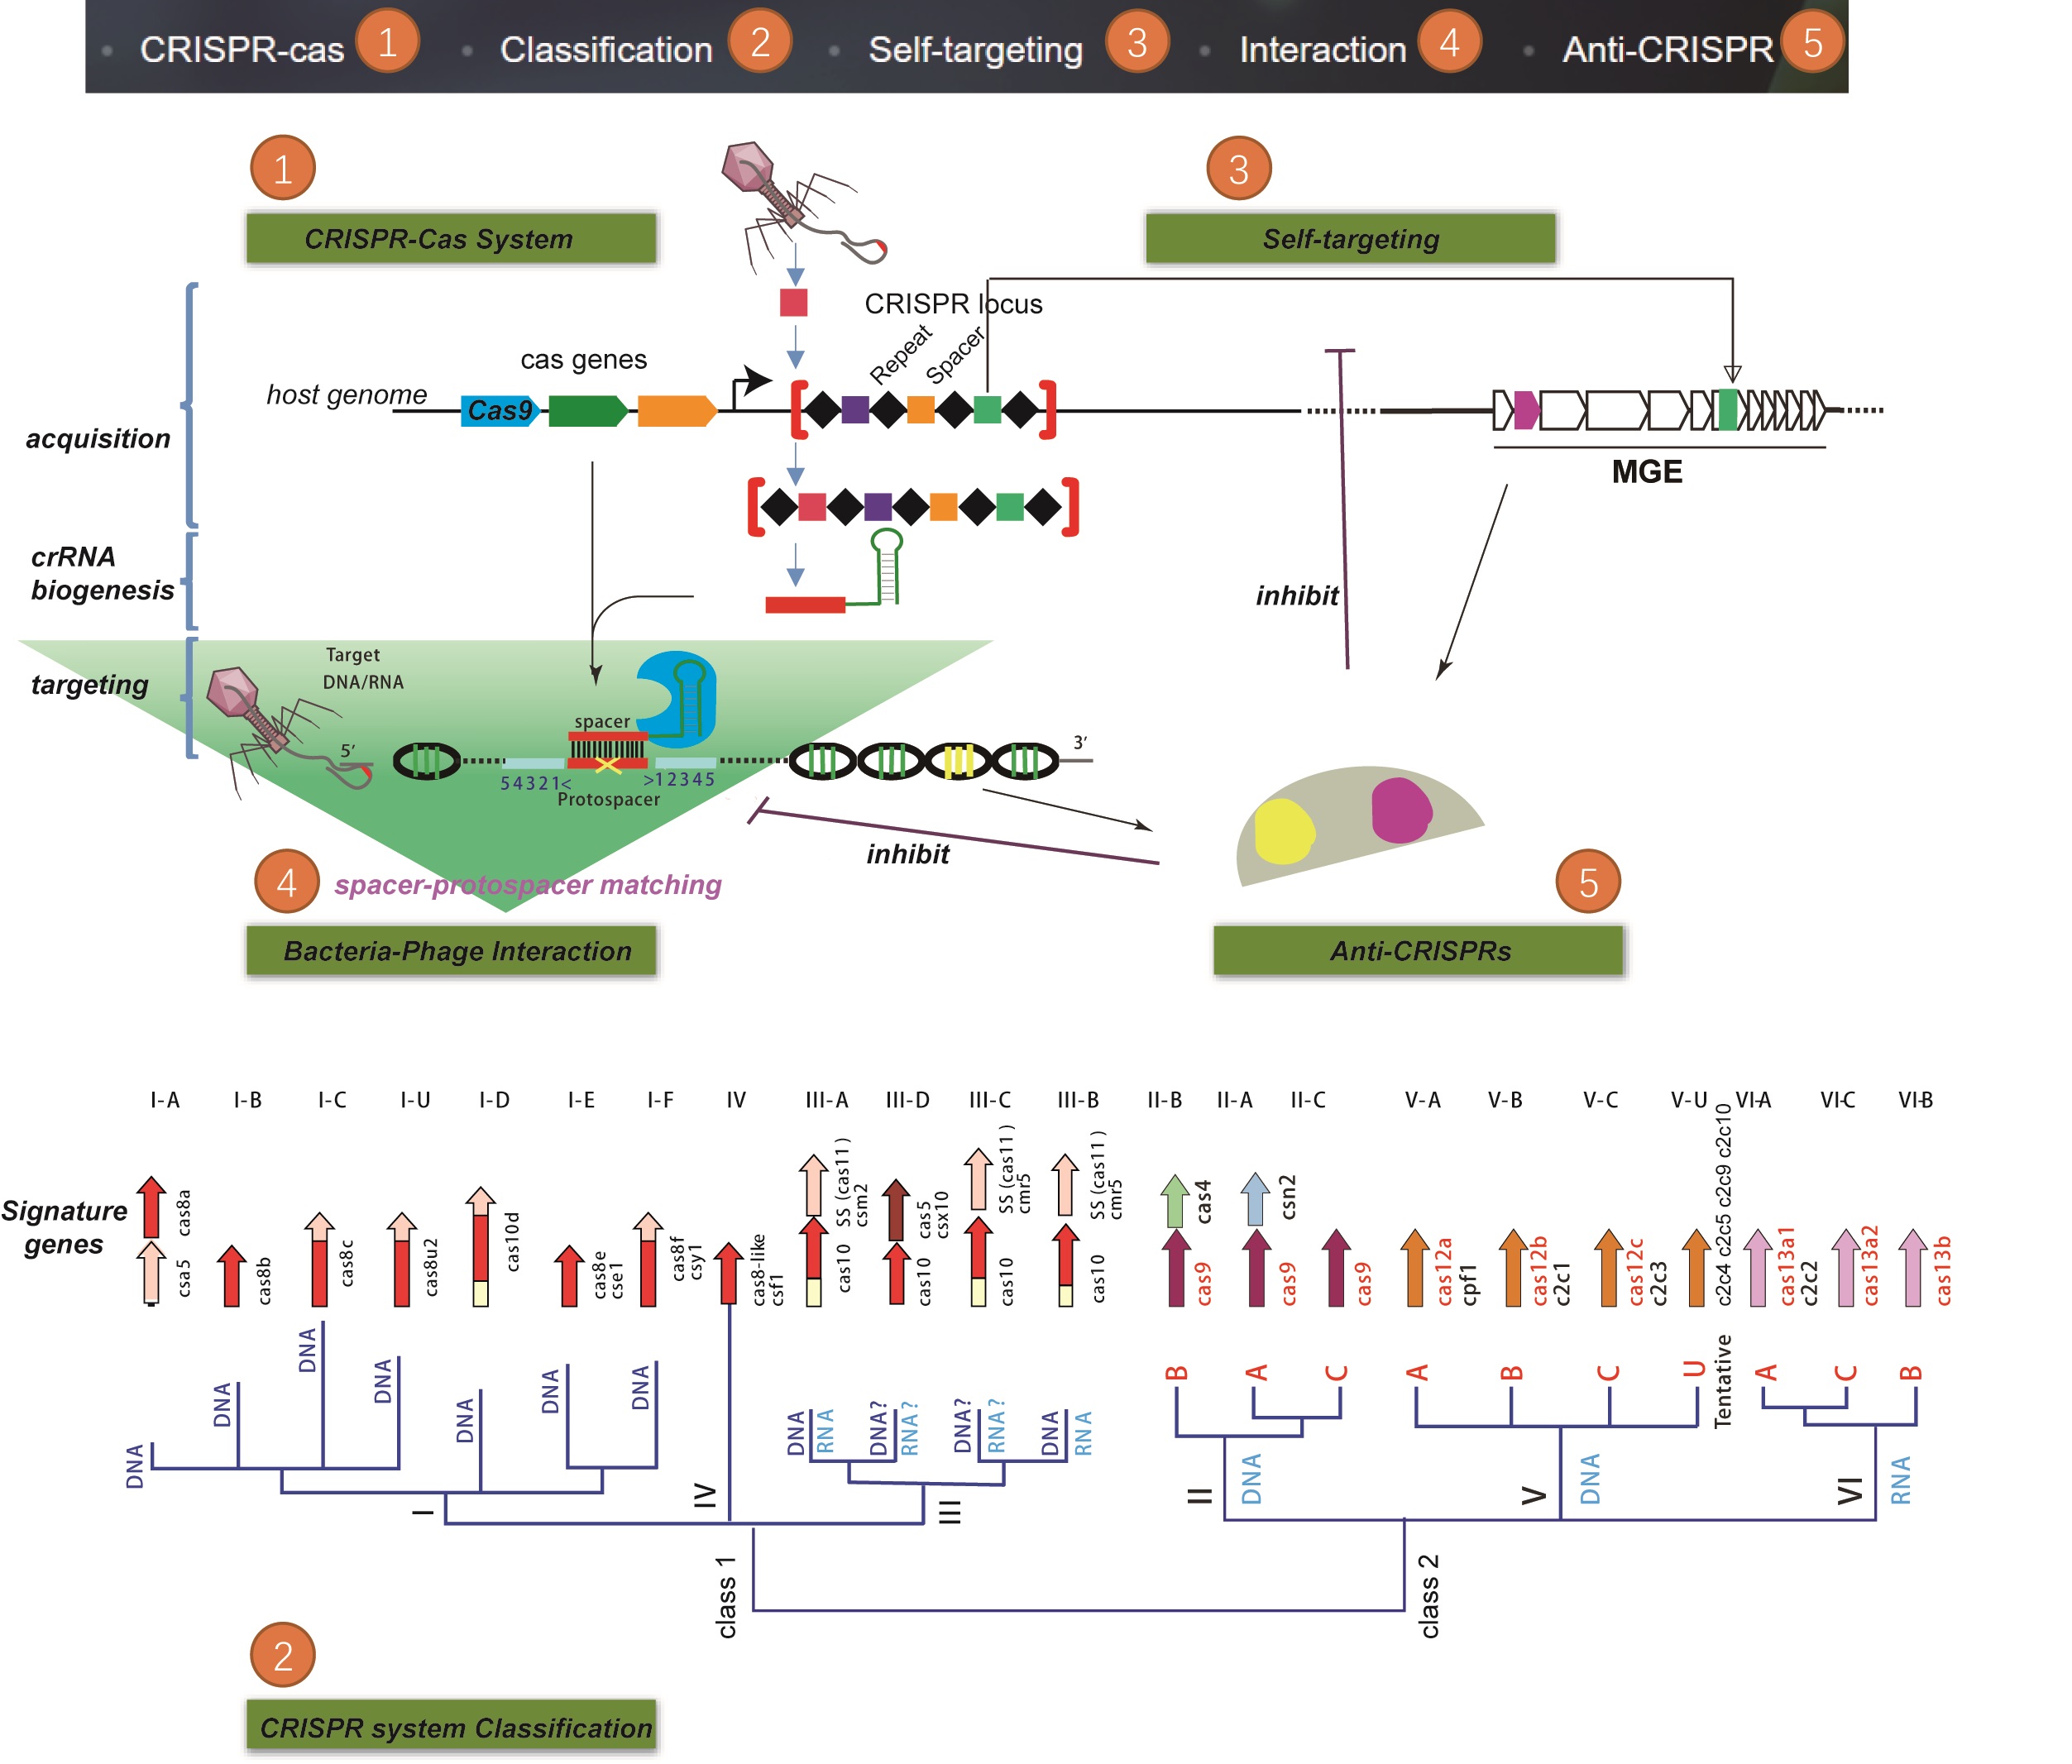 CRISPR-cas 1
Classification 2
Self-targeting 3
Interaction 4
Anti-CRISPR 5
1
CRISPR-Cas System
3
Self-targeting
CRISPR locus
Repeat
Spacer
cas genes
host genome
Cas9
acquisition
MGE
crRNA
biogenesis
inhibit
targeting
Target
DNA/RNA
spacer
5’
3’
54321<
>12345
Protospacer
inhibit
4
spacer-protospacer matching
5
Bacteria-Phage Interaction
Anti-CRISPRs
I-A
I-B
I-C
I-U
I-D
I-E
I-F
IV
III-A
III-D
III-C
III-B
II-B
II-A
II-C
V-A
V-B
V-C
V-U
VI-A
VI-C
VI-B
Signature
genes
cas8a
csa5
cas8b
cas8c
cas8u2
cas10d
cas8e
cse1
cas8f
csy1
cas8-like
csf1
SS (cas11)
csm2
cas10
cas5
csx10
cas10
SS (cas11)
cmr5
cas10
SS (cas11)
cmr5
cas10
cas4
cas9
csn2
cas9
cas9
cas12a
cpf1
cas12b
c2c1
cas12c
c2c3
c2c4 c2c5 c2c9 c2c10
cas13a1
c2c2
cas13a2
cas13b
DNA
DNA
DNA
DNA
DNA
DNA
DNA
DNA
RNA
DNA?
RNA?
DNA?
RNA?
DNA
RNA
B
A
C
A
B
C
U
Tentative
A
C
B
I
IV
III
II
DNA
V
DNA
VI
RNA
class 1
class 2
2
CRISPR system Classification